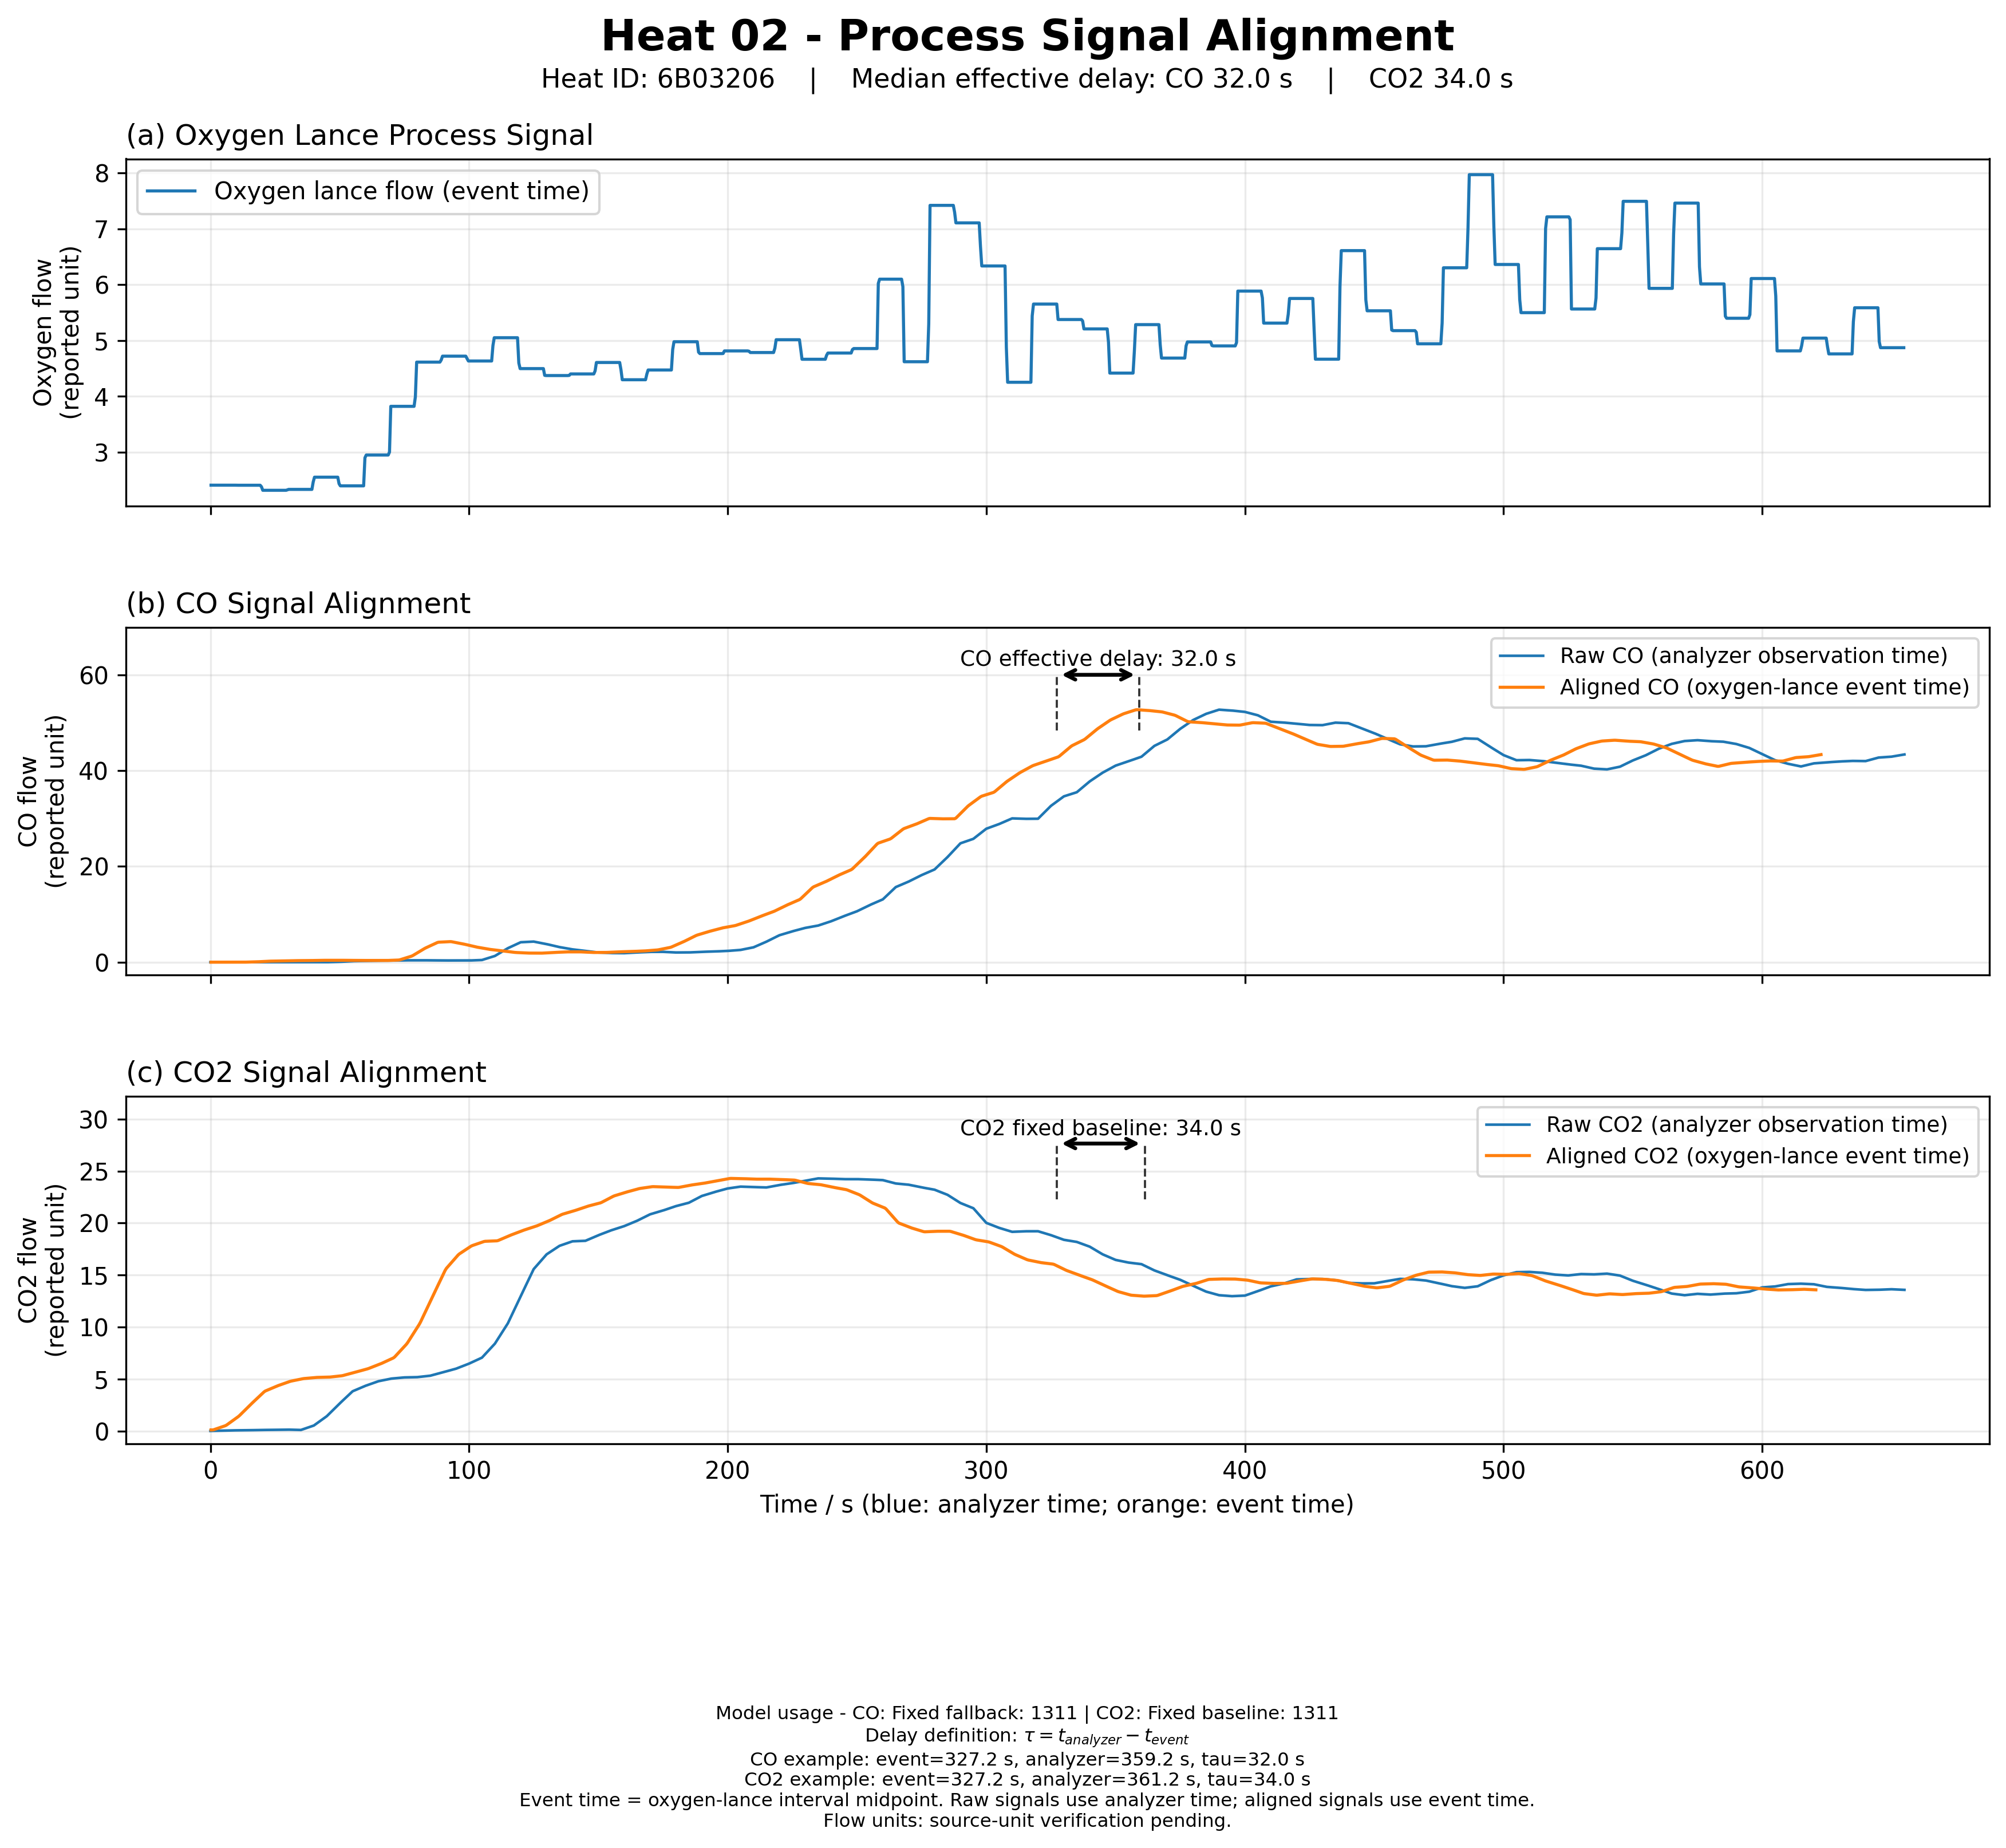 Heat 02 - Process Signal Alignment
Heat ID: 6B03206 | Median effective delay: CO 32.0 s | CO2 34.0 s
(a) Oxygen Lance Process Signal
Oxygen lance flow (event time)
Oxygen flow
(reported unit)
8
7
6
5
4
3
(b) CO Signal Alignment
CO effective delay: 32.0 s
Raw CO (analyzer observation time)
Aligned CO (oxygen-lance event time)
CO flow
(reported unit)
60
40
20
0
(c) CO2 Signal Alignment
CO2 fixed baseline: 34.0 s
Raw CO2 (analyzer observation time)
Aligned CO2 (oxygen-lance event time)
CO2 flow
(reported unit)
30
25
20
15
10
5
0
0 100 200 300 400 500 600
Time / s (blue: analyzer time; orange: event time)
Model usage - CO: Fixed fallback: 1311 | CO2: Fixed baseline: 1311
Delay definition: τ = t_analyzer − t_event
CO example: event=327.2 s, analyzer=359.2 s, tau=32.0 s
CO2 example: event=327.2 s, analyzer=361.2 s, tau=34.0 s
Event time = oxygen-lance interval midpoint. Raw signals use analyzer time; aligned signals use event time.
Flow units: source-unit verification pending.